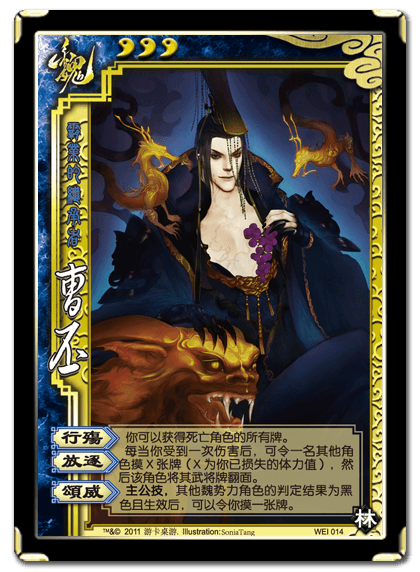 魏
霸業的繼承者
曹丕
行殤
你可以获得死亡角色的所有牌。
放逐
每当你受到一次伤害后，可令一名其他角
色摸X张牌（X为你已损失的体力值），然
后该角色将其武将牌翻面。
頌威
主公技，其他魏势力角色的判定结果为黑
色且生效后，可以令你摸一张牌。
林
™&© 2011 游卡桌游. Illustration:SoniaTang
WEI 014